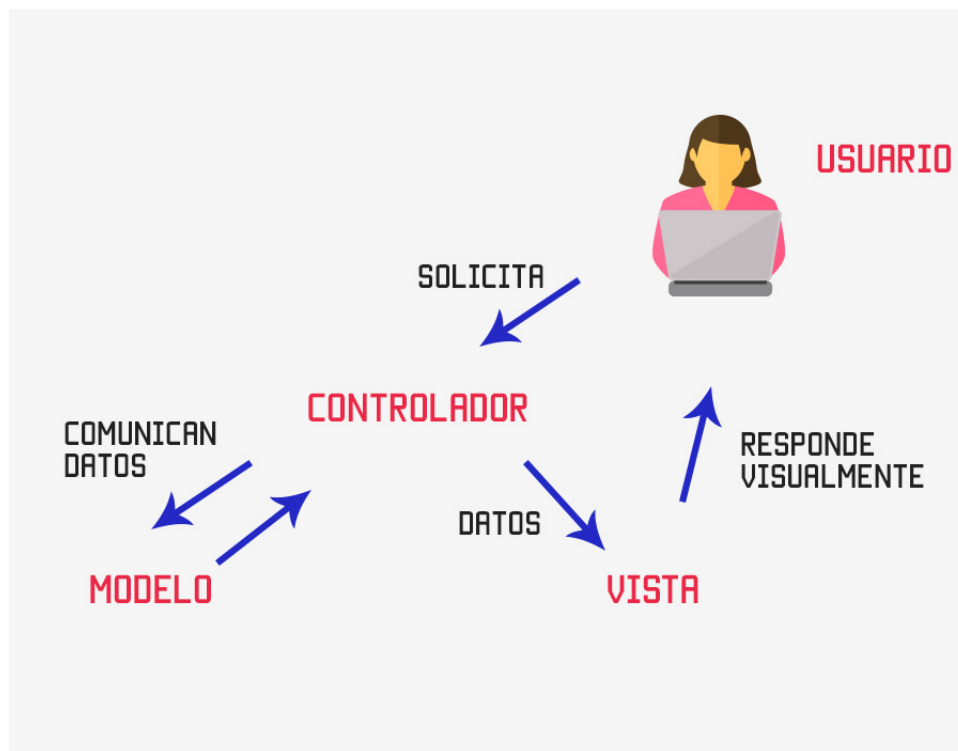 USUARIO
SOLICITA
CONTROLADOR
COMUNICAN
DATOS
RESPONDE
VISUALMENTE
DATOS
MODELO
VISTA